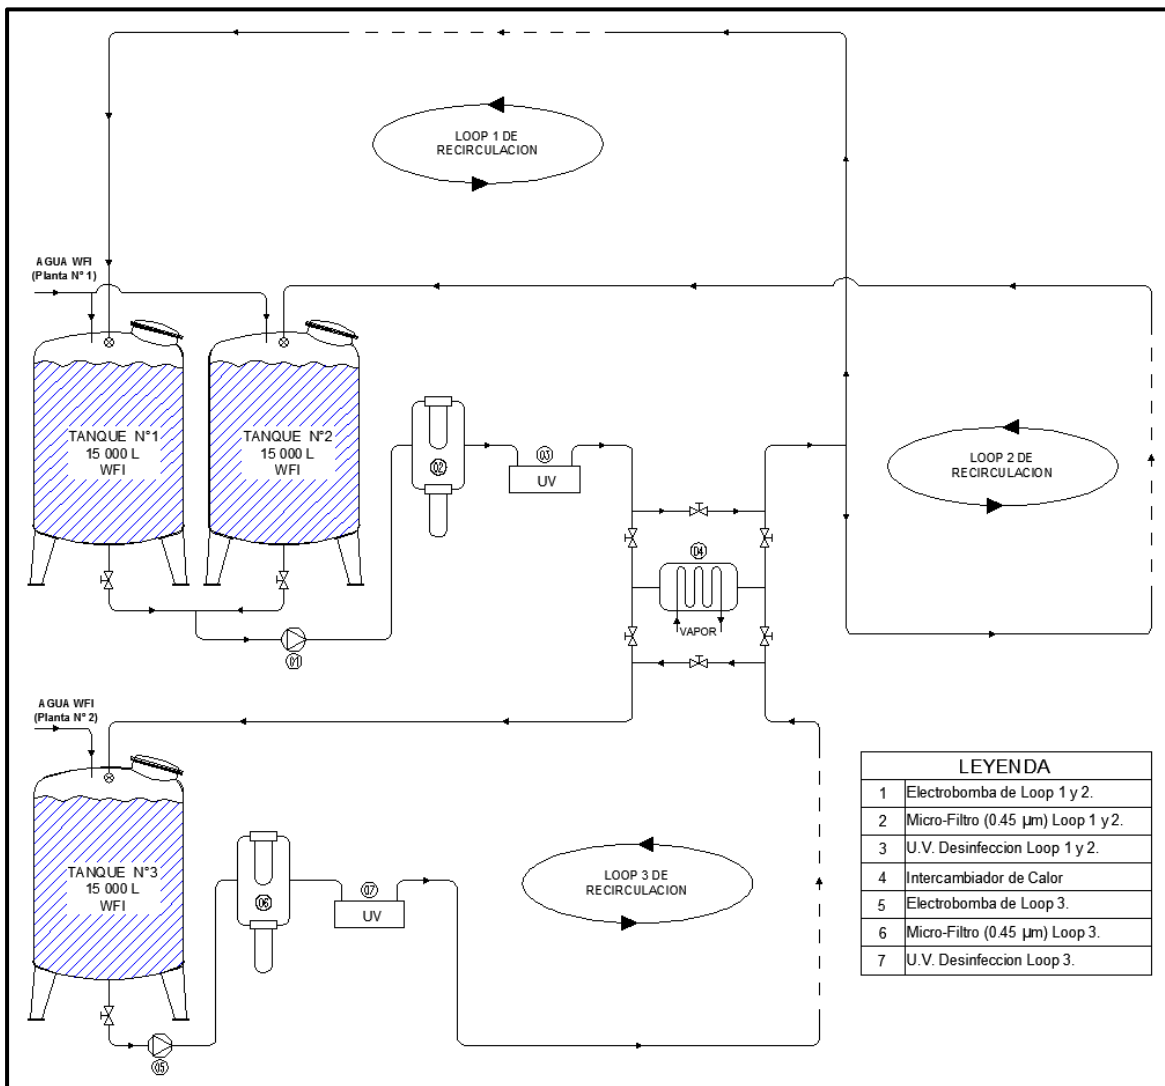 LOOP 1 DE
RECIRCULACION
AGUA WFI
(Planta N° 1)
TANQUE N°1
15 000 L
WFI
TANQUE N°2
15 000 L
WFI
02
03
UV
LOOP 2 DE
RECIRCULACION
04
VAPOR
01
AGUA WFI
(Planta N° 2)
TANQUE N°3
15 000 L
WFI
06
07
UV
LOOP 3 DE
RECIRCULACION
05
LEYENDA
1 Electrobomba de Loop 1 y 2.
2 Micro-Filtro (0.45 µm) Loop 1 y 2.
3 U.V. Desinfeccion Loop 1 y 2.
4 Intercambiador de Calor
5 Electrobomba de Loop 3.
6 Micro-Filtro (0.45 µm) Loop 3.
7 U.V. Desinfeccion Loop 3.